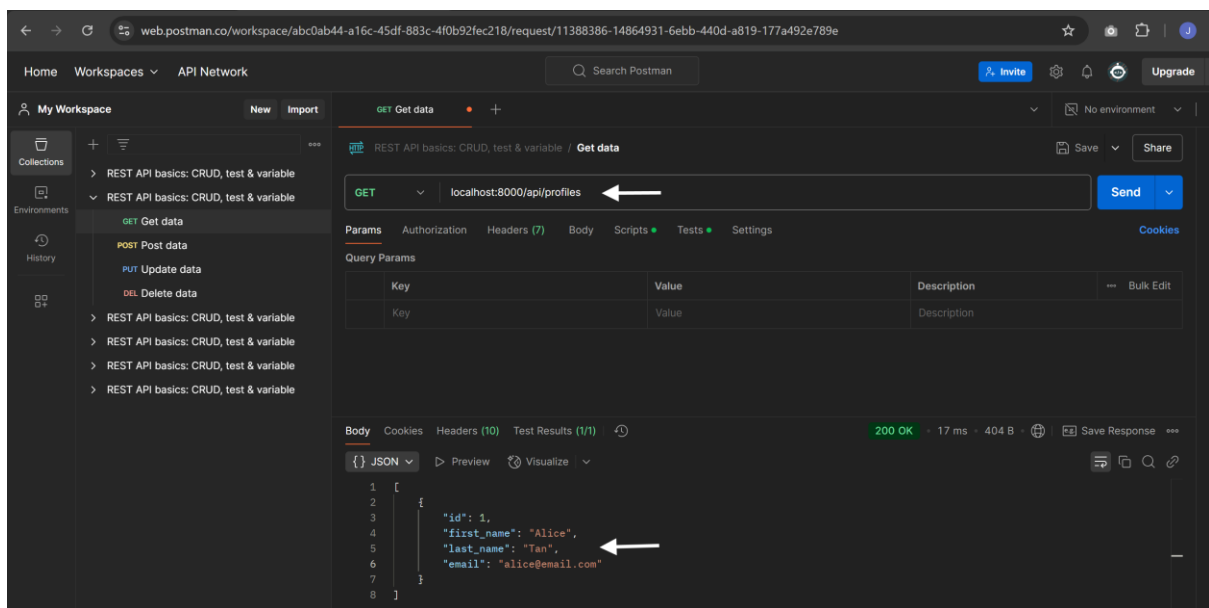 web.postman.co/workspace/abc0ab44-a16c-45df-883c-4f0b92fec218/request/11388386-14864931-6ebb-440d-a819-177a492e789e
J
Home Workspaces API Network
Search Postman
Invite
Upgrade
My Workspace
New Import
GET Get data
No environment
Collections
Environments
History
REST API basics: CRUD, test & variable
REST API basics: CRUD, test & variable
GET Get data
POST Post data
PUT Update data
DEL Delete data
REST API basics: CRUD, test & variable
REST API basics: CRUD, test & variable
REST API basics: CRUD, test & variable
REST API basics: CRUD, test & variable
HTTP REST API basics: CRUD, test & variable / Get data
Save Share
GET localhost:8000/api/profiles
Send
Params Authorization Headers (7) Body Scripts Tests Settings
Cookies
Query Params
Key Value Description Bulk Edit
Key Value Description
Body Cookies Headers (10) Test Results (1/1)
200 OK 17 ms 404 B e.g. Save Response
{} JSON Preview Visualize
1 [
2 {
3 "id": 1,
4 "first_name": "Alice",
5 "last_name": "Tan",
6 "email": "alice@email.com"
7 }
8 ]